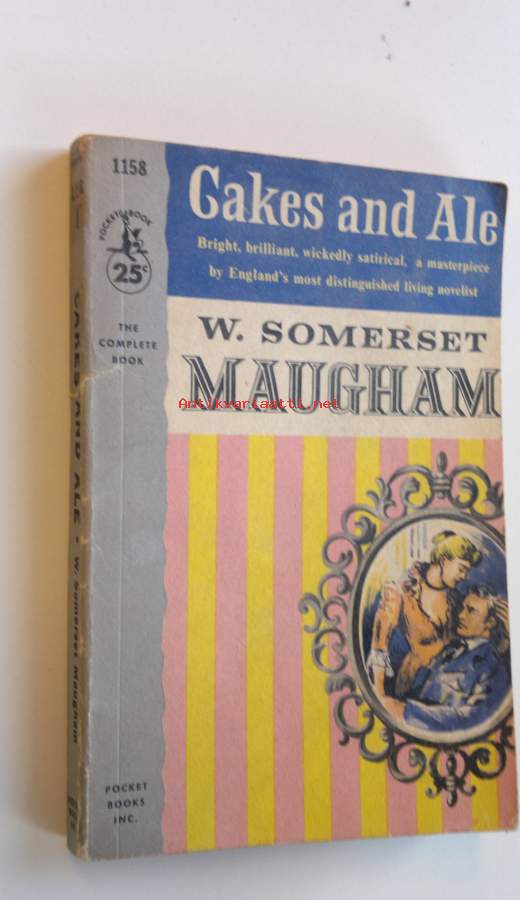 1158
POCKET BOOK
25¢
THE
COMPLETE
BOOK
Cakes and Ale
Bright, brilliant, wickedly satirical, a masterpiece
by England's most distinguished living novelist
W. SOMERSET
MAUGHAM
Antikvariaatti.net
POCKET
BOOKS
INC.
CAKES AND ALE • W. Somerset Maugham